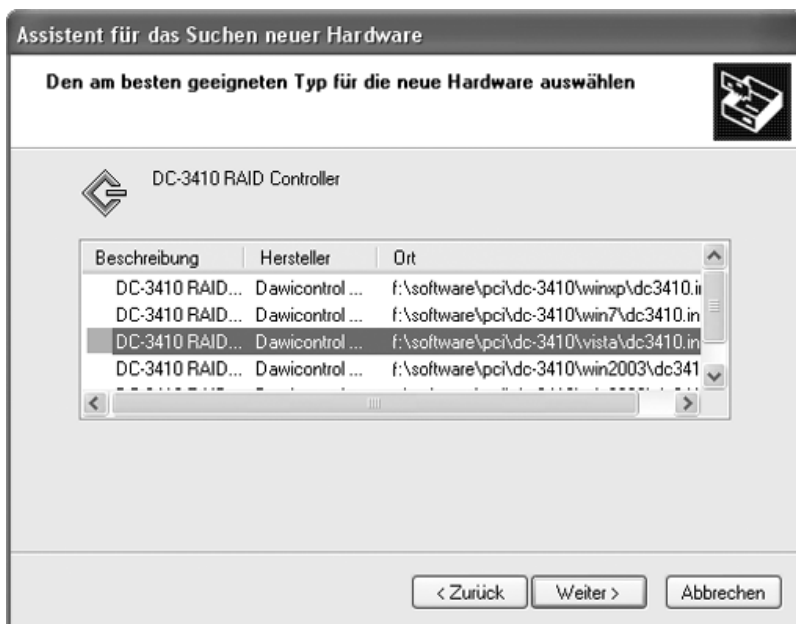 Assistent für das Suchen neuer Hardware
Den am besten geeigneten Typ für die neue Hardware auswählen
DC-3410 RAID Controller
Beschreibung Hersteller Ort
DC-3410 RAID... Dawicontrol ... f:\software\pci\dc-3410\winxp\dc3410.in
DC-3410 RAID... Dawicontrol ... f:\software\pci\dc-3410\win7\dc3410.in
DC-3410 RAID... Dawicontrol ... f:\software\pci\dc-3410\vista\dc3410.in
DC-3410 RAID... Dawicontrol ... f:\software\pci\dc-3410\win2003\dc341
< Zurück Weiter > Abbrechen